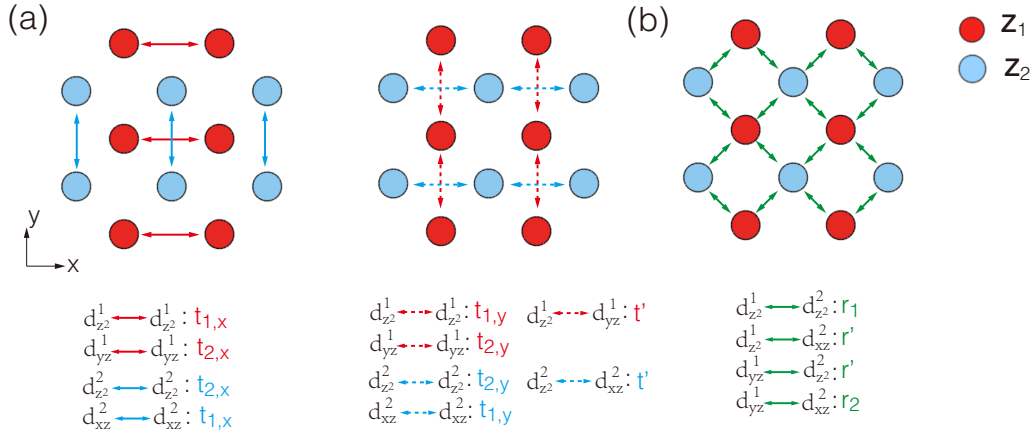 (a)
(b)
z₁
z₂
y
x
d¹z² d¹z² : t₁,ₓ
d¹yz d¹yz : t₂,ₓ
d²z² d²z² : t₂,ₓ
d²xz d²xz : t₁,ₓ
d¹z² d¹z² : t₁,y
d¹z² d¹yz : t'
d¹yz d¹yz : t₂,y
d²z² d²z² : t₂,y
d²z² d²xz : t'
d²xz d²xz : t₁,y
d¹z² d²z² : r₁
d¹z² d²xz : r'
d¹yz d²z² : r'
d¹yz d²xz : r₂